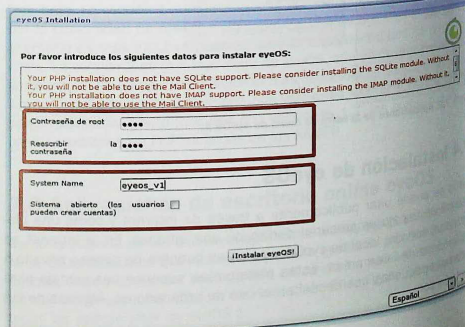 eyeOS Intallation
Por favor introduce los siguientes datos para instalar eyeOS:
Your PHP installation does not have SQLite support. Please consider installing the SQLite module. Without
it, you will not be able to use the Mail Client.
Your PHP installation does not have IMAP support. Please consider installing the IMAP module. Without it,
you will not be able to use the Mail Client.
Contraseña de root ●●●●
Reescribir la ●●●●
contraseña
System Name eyeos_v1
Sistema abierto (los usuarios
pueden crear cuentas)
¡Instalar eyeOS!
Español